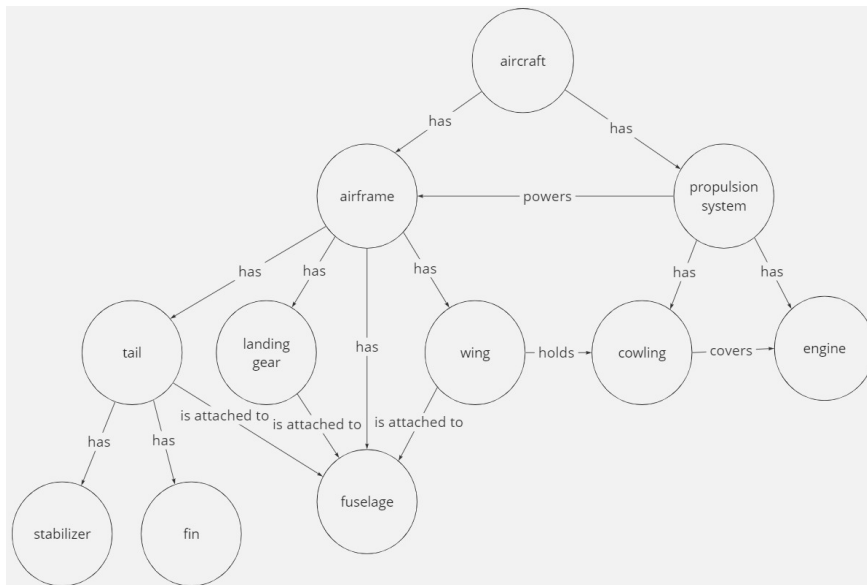 aircraft
has
has
airframe
powers
propulsion
system
has
has
has
has
has
has
tail
landing
gear
has
wing
holds
cowling
covers
engine
is attached to
is attached to
is attached to
has
has
stabilizer
fin
fuselage